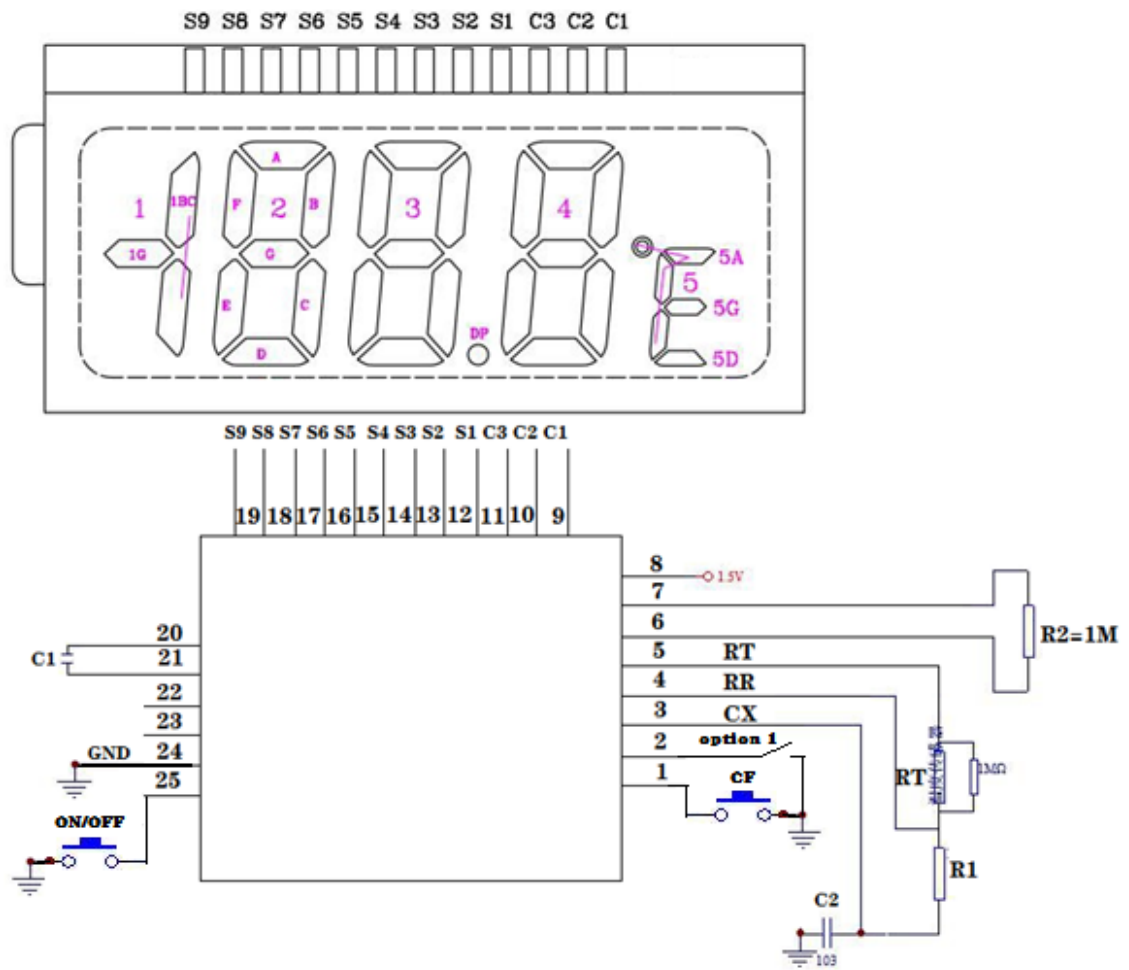 S9 S8 S7 S6 S5 S4 S3 S2 S1 C3 C2 C1
A
1 1BC F 2 B 3 4
1G G 5A
5
E C 5G
DP
D 5D
S9 S8 S7 S6 S5 S4 S3 S2 S1 C3 C2 C1
19 18 17 16 15 14 13 12 11 10 9
8 1.5V
7
20 6 R2=1M
C1 21 5 RT
22 4 RR
23 3 CX
GND 24 2 option 1
25 1 CF
RT 1MΩ
ON/OFF
R1
C2
103